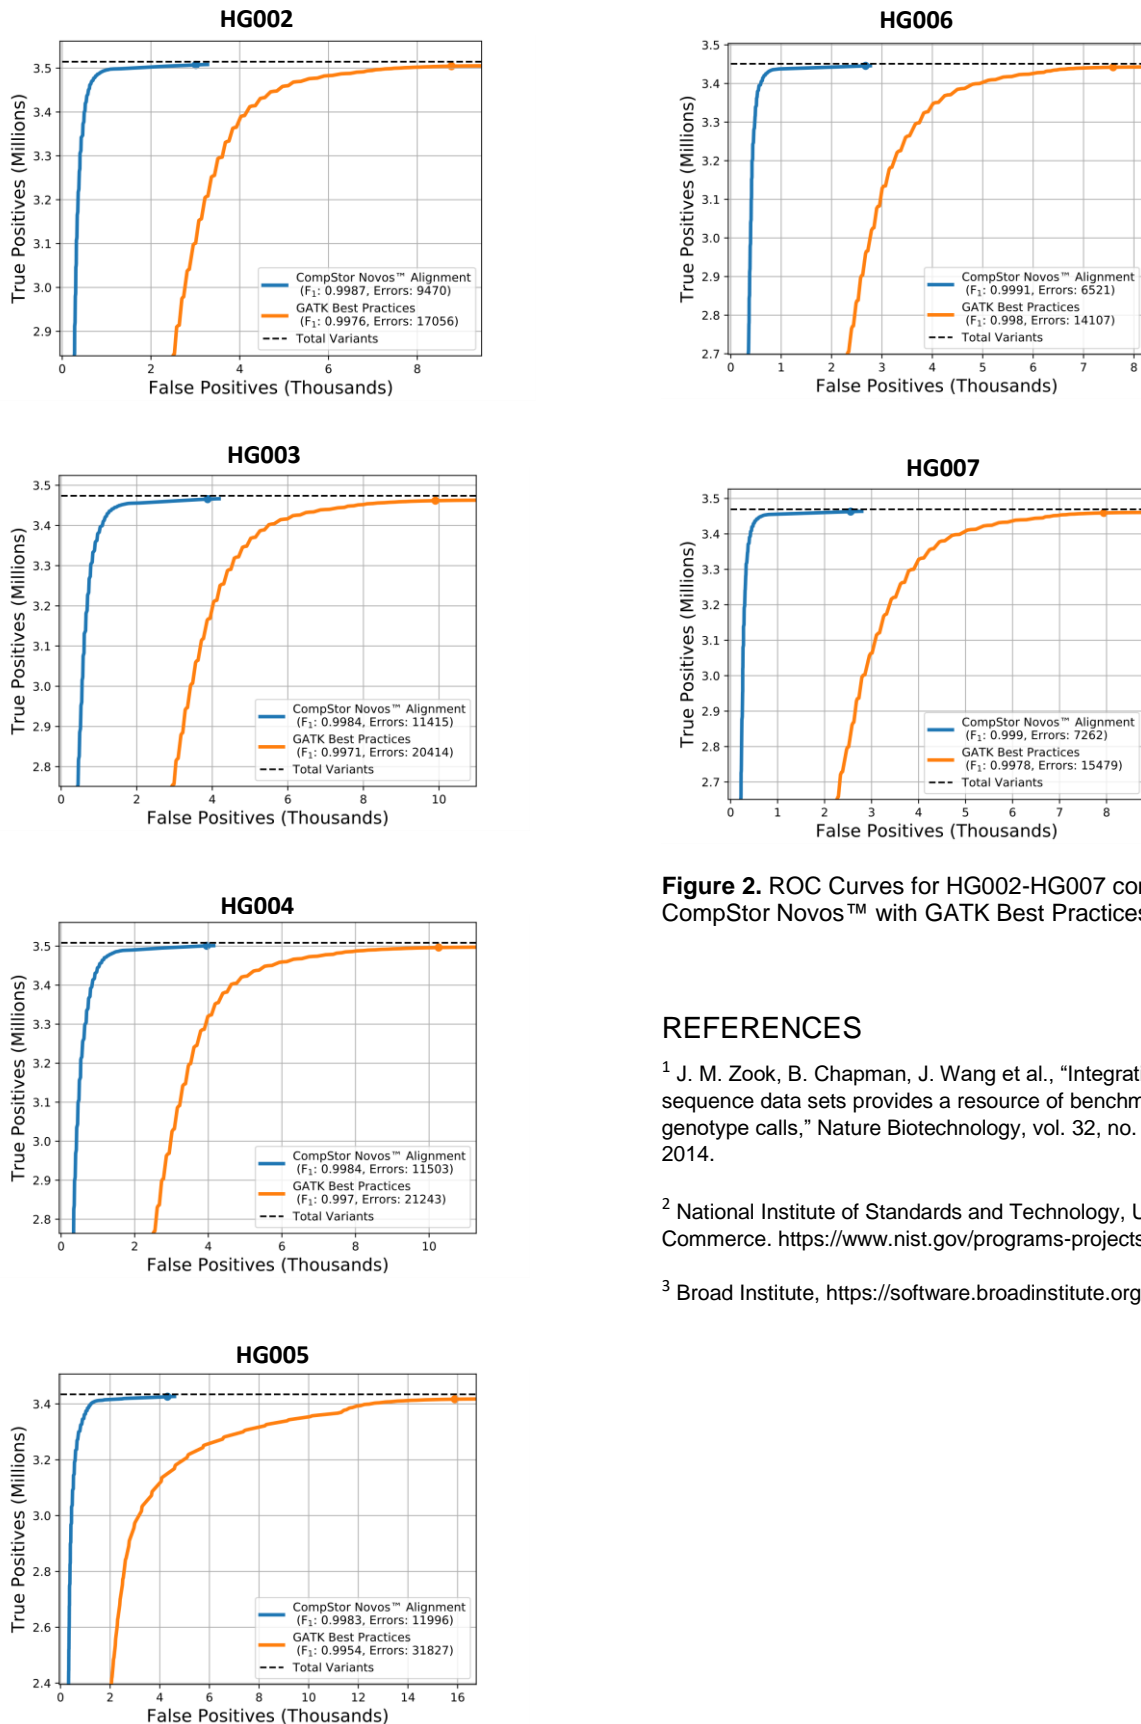 HG002
True Positives (Millions)
3.5
3.4
3.3
3.2
3.1
3.0
2.9
CompStor Novos™ Alignment
(F₁: 0.9987, Errors: 9470)
GATK Best Practices
(F₁: 0.9976, Errors: 17056)
Total Variants
0 2 4 6 8
False Positives (Thousands)
HG003
True Positives (Millions)
3.5
3.4
3.3
3.2
3.1
3.0
2.9
2.8
CompStor Novos™ Alignment
(F₁: 0.9984, Errors: 11415)
GATK Best Practices
(F₁: 0.9971, Errors: 20414)
Total Variants
0 2 4 6 8 10
False Positives (Thousands)
HG004
True Positives (Millions)
3.5
3.4
3.3
3.2
3.1
3.0
2.9
2.8
CompStor Novos™ Alignment
(F₁: 0.9984, Errors: 11503)
GATK Best Practices
(F₁: 0.997, Errors: 21243)
Total Variants
0 2 4 6 8 10
False Positives (Thousands)
HG005
True Positives (Millions)
3.4
3.2
3.0
2.8
2.6
2.4
CompStor Novos™ Alignment
(F₁: 0.9983, Errors: 11996)
GATK Best Practices
(F₁: 0.9954, Errors: 31827)
Total Variants
0 2 4 6 8 10 12 14 16
False Positives (Thousands)
HG006
True Positives (Millions)
3.5
3.4
3.3
3.2
3.1
3.0
2.9
2.8
2.7
CompStor Novos™ Alignment
(F₁: 0.9991, Errors: 6521)
GATK Best Practices
(F₁: 0.998, Errors: 14107)
Total Variants
0 1 2 3 4 5 6 7 8
False Positives (Thousands)
HG007
True Positives (Millions)
3.5
3.4
3.3
3.2
3.1
3.0
2.9
2.8
2.7
CompStor Novos™ Alignment
(F₁: 0.999, Errors: 7262)
GATK Best Practices
(F₁: 0.9978, Errors: 15479)
Total Variants
0 1 2 3 4 5 6 7 8
False Positives (Thousands)
Figure 2. ROC Curves for HG002-HG007 
CompStor Novos™ with GATK Best Practices
REFERENCES
¹ J. M. Zook, B. Chapman, J. Wang et al., “
sequence data sets provides a resource of
genotype calls,” Nature Biotechnology, vol. 32, no.
2014.
² National Institute of Standards and Technology,
Commerce. https://www.nist.gov/programs-projects
³ Broad Institute, https://software.broadinstitute.org